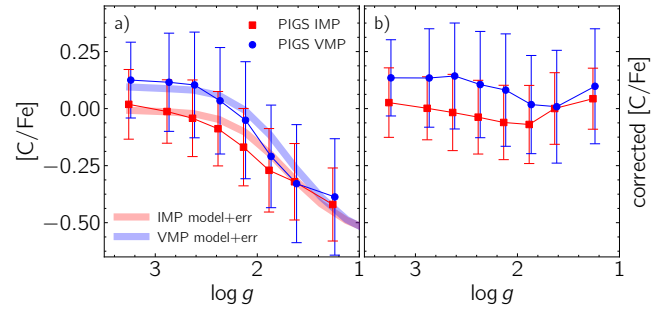 a)
PIGS IMP
PIGS VMP
b)
0.25
0.00
−0.25
−0.50
[C/Fe]
corrected [C/Fe]
IMP model+err
VMP model+err
3
2
1
3
2
1
log g
log g